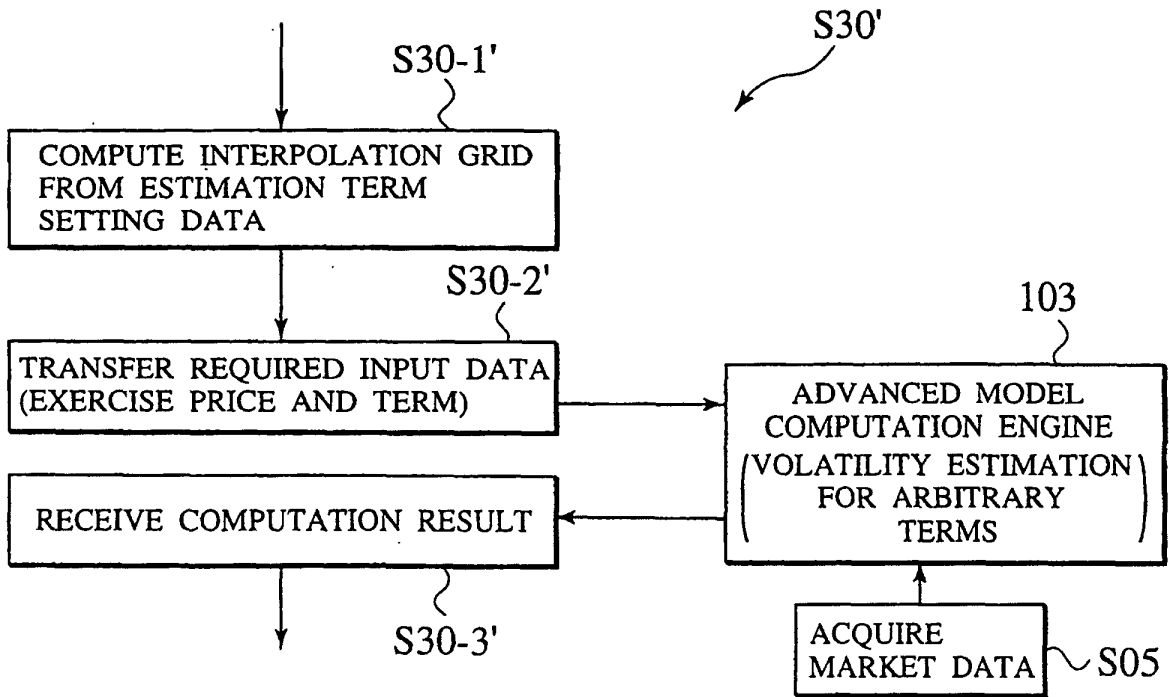 S30'
S30-1'
COMPUTE INTERPOLATION GRID
FROM ESTIMATION TERM
SETTING DATA
S30-2'
TRANSFER REQUIRED INPUT DATA
(EXERCISE PRICE AND TERM)
103
ADVANCED MODEL
COMPUTATION ENGINE
(VOLATILITY ESTIMATION
FOR ARBITRARY
TERMS)
RECEIVE COMPUTATION RESULT
S30-3'
ACQUIRE
MARKET DATA
S05